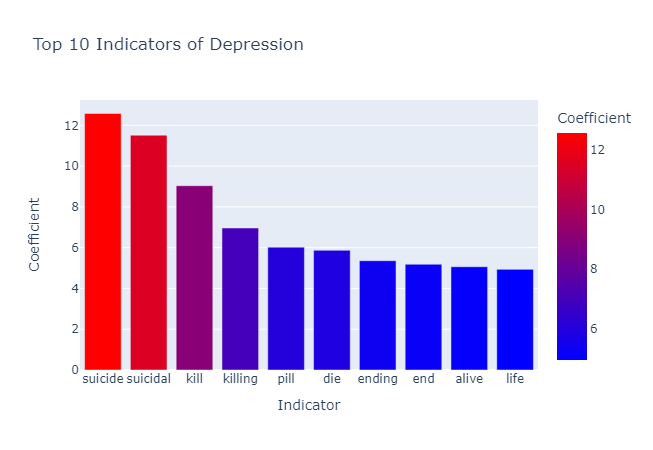 Top 10 Indicators of Depression
Coefficient
12
10
8
6
4
2
0
suicide suicidal kill killing pill die ending end alive life
Indicator
Coefficient
12
10
8
6